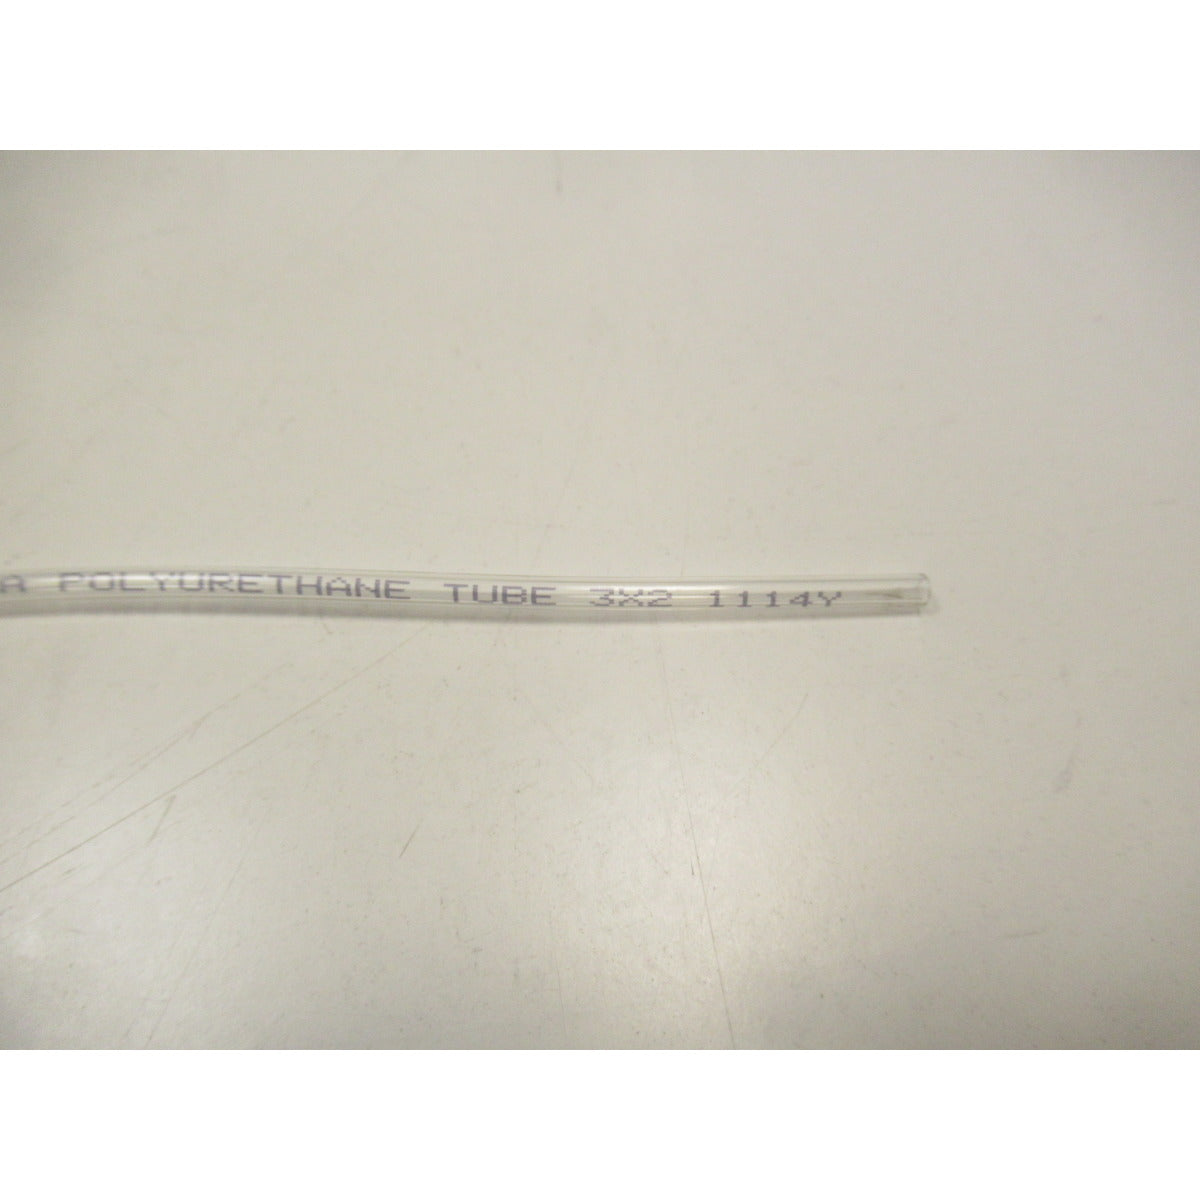 A POLYURETHANE TUBE 3X2 1114Y